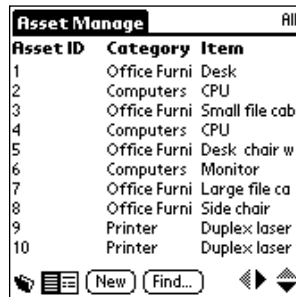 Asset Manage All
Asset ID Category Item
1 Office Furni Desk
2 Computers CPU
3 Office Furni Small file cab
4 Computers CPU
5 Office Furni Desk chair w
6 Computers Monitor
7 Office Furni Large file ca
8 Office Furni Side chair
9 Printer Duplex laser
10 Printer Duplex laser
New Find...